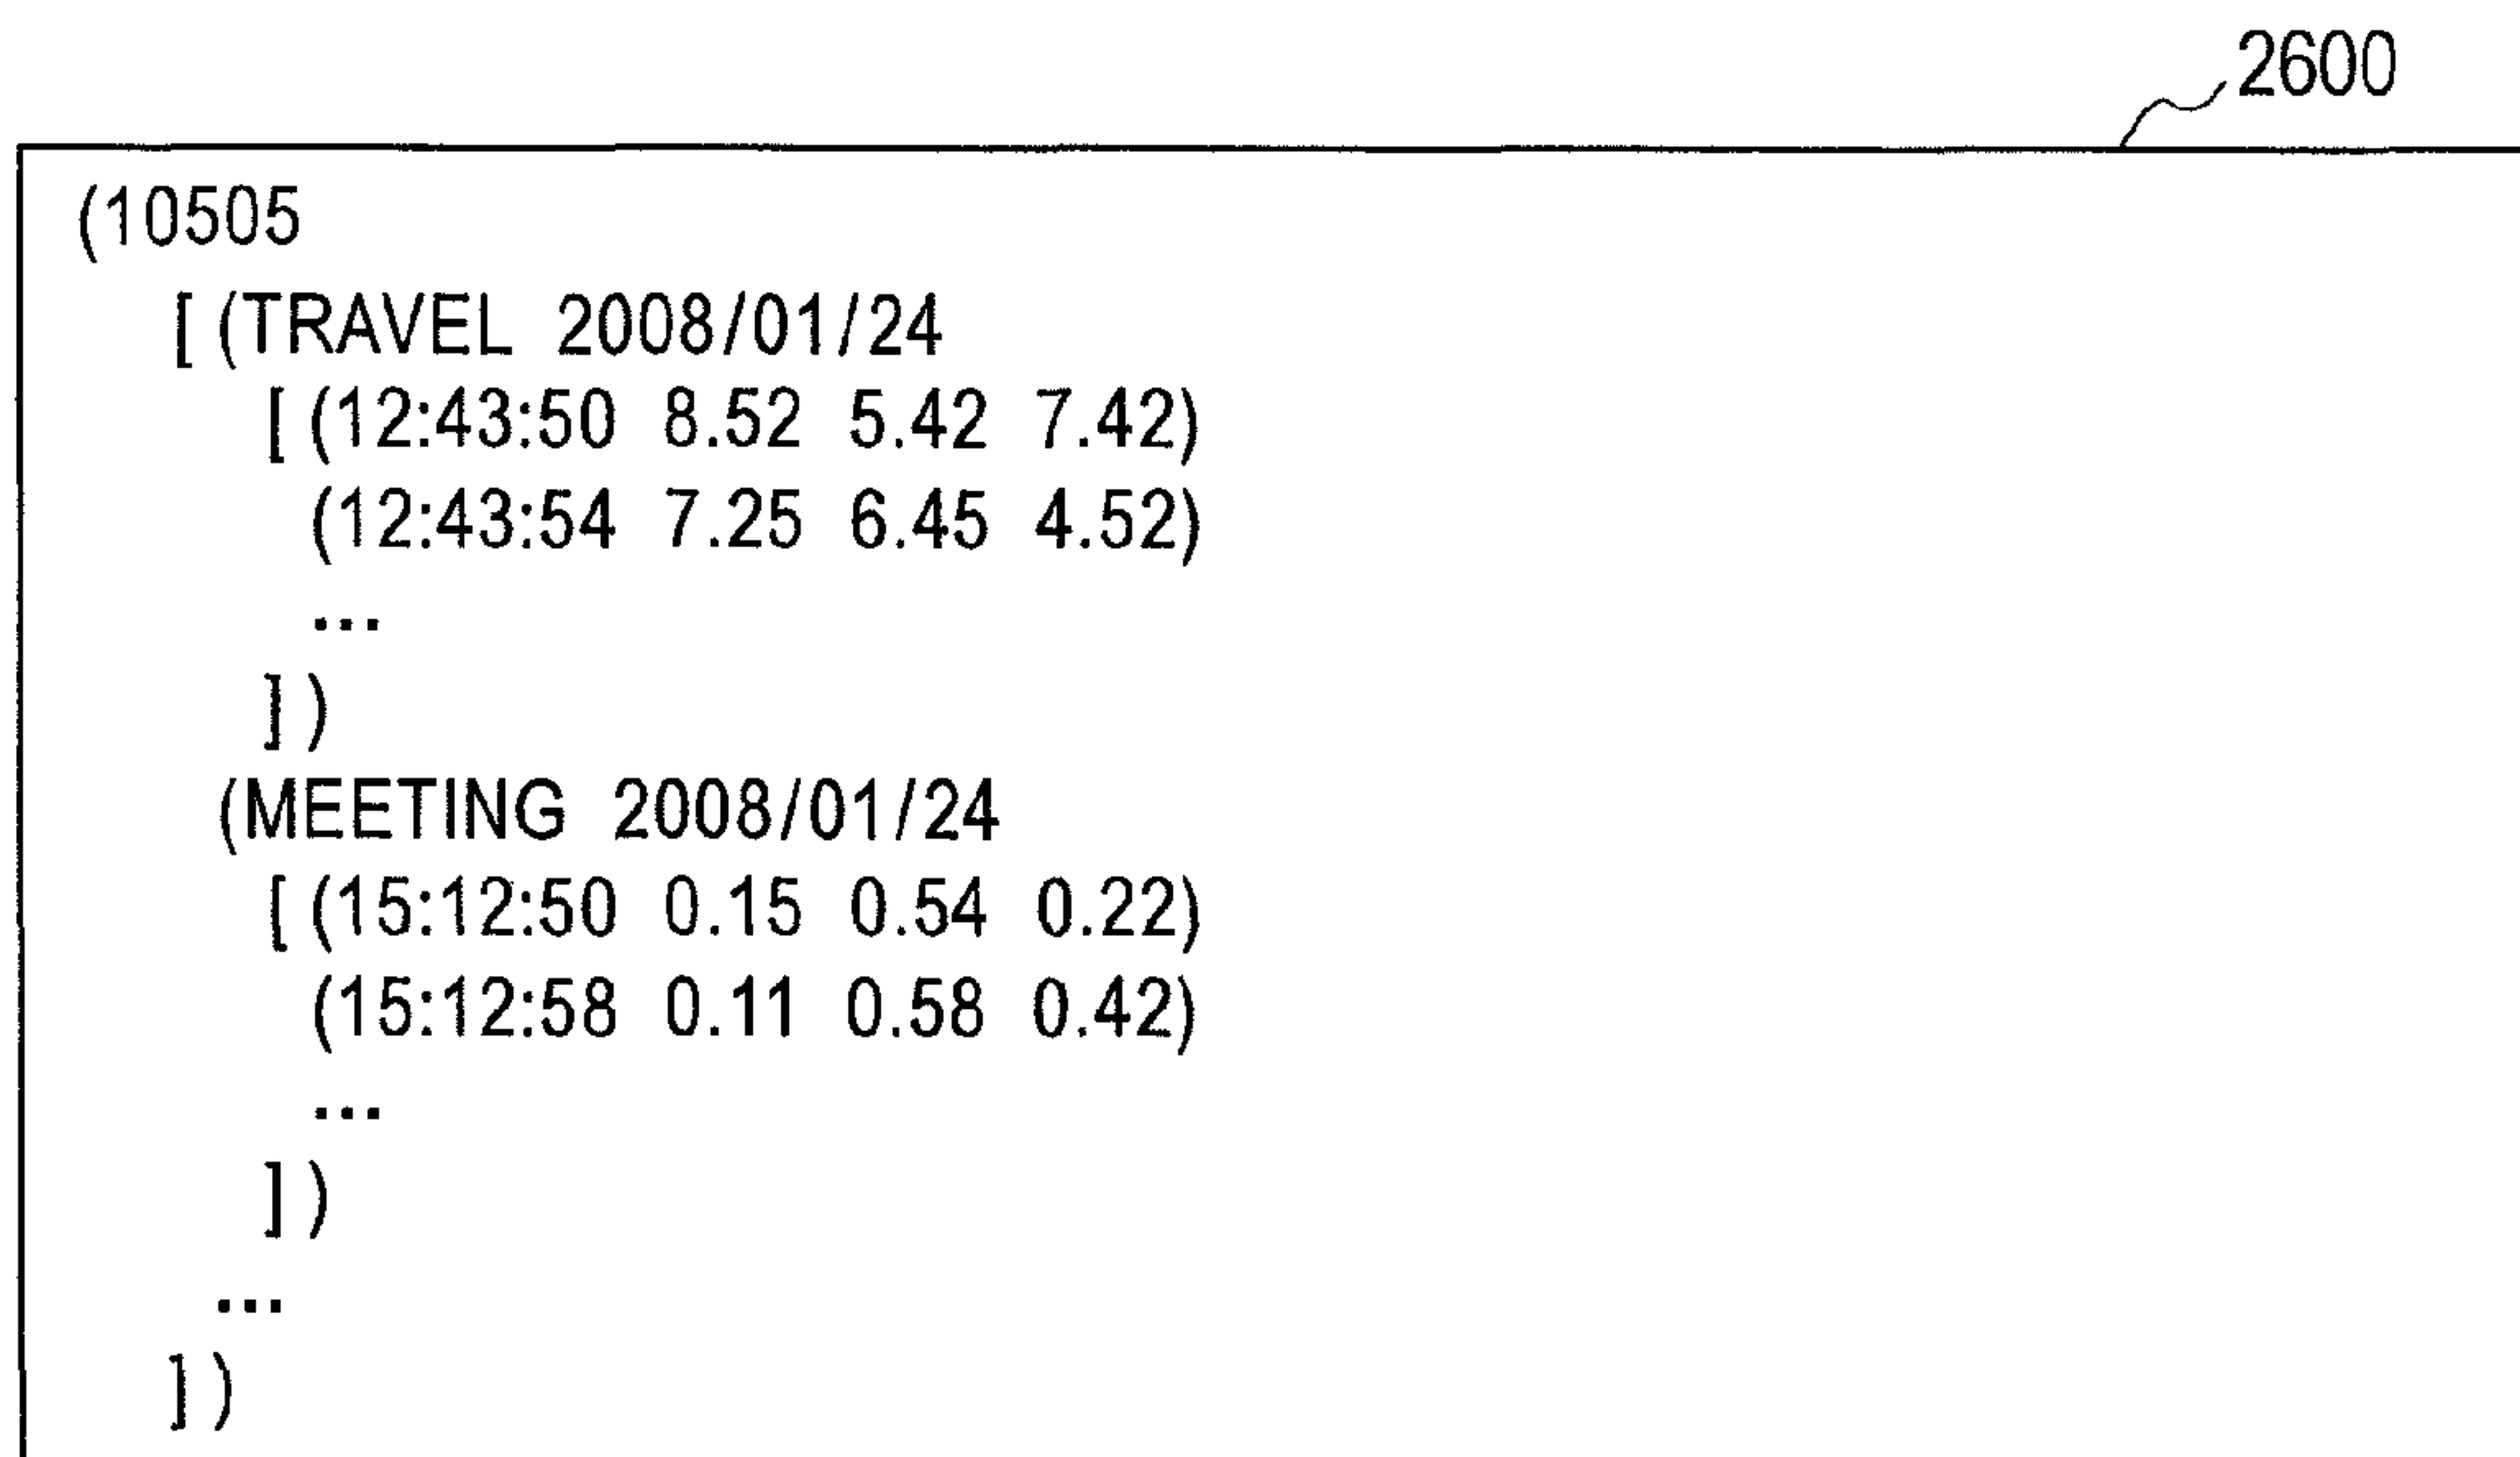 2600
(10505
[ (TRAVEL 2008/01/24
[ (12:43:50 8.52 5.42 7.42)
(12:43:54 7.25 6.45 4.52)
...
] )
(MEETING 2008/01/24
[ (15:12:50 0.15 0.54 0.22)
(15:12:58 0.11 0.58 0.42)
...
] )
...
] )